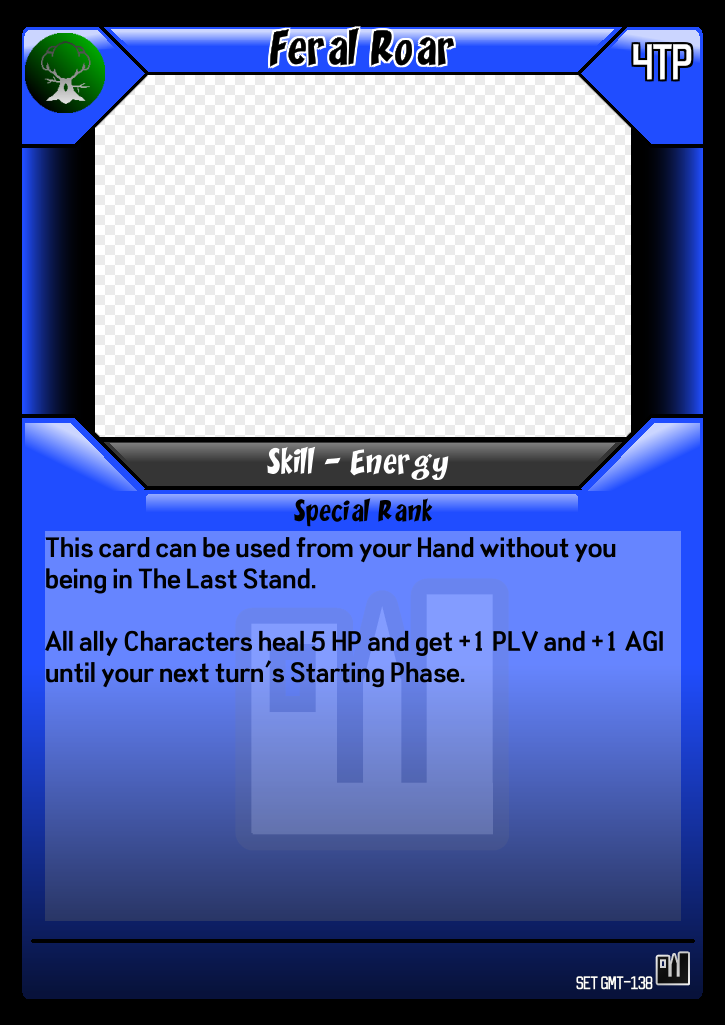 Feral Roar
4TP
Skill - Energy
Special Rank
This card can be used from your Hand without you
being in The Last Stand.
All ally Characters heal 5 HP and get +1 PLV and +1 AGI
until your next turn's Starting Phase.
SET GMT-138